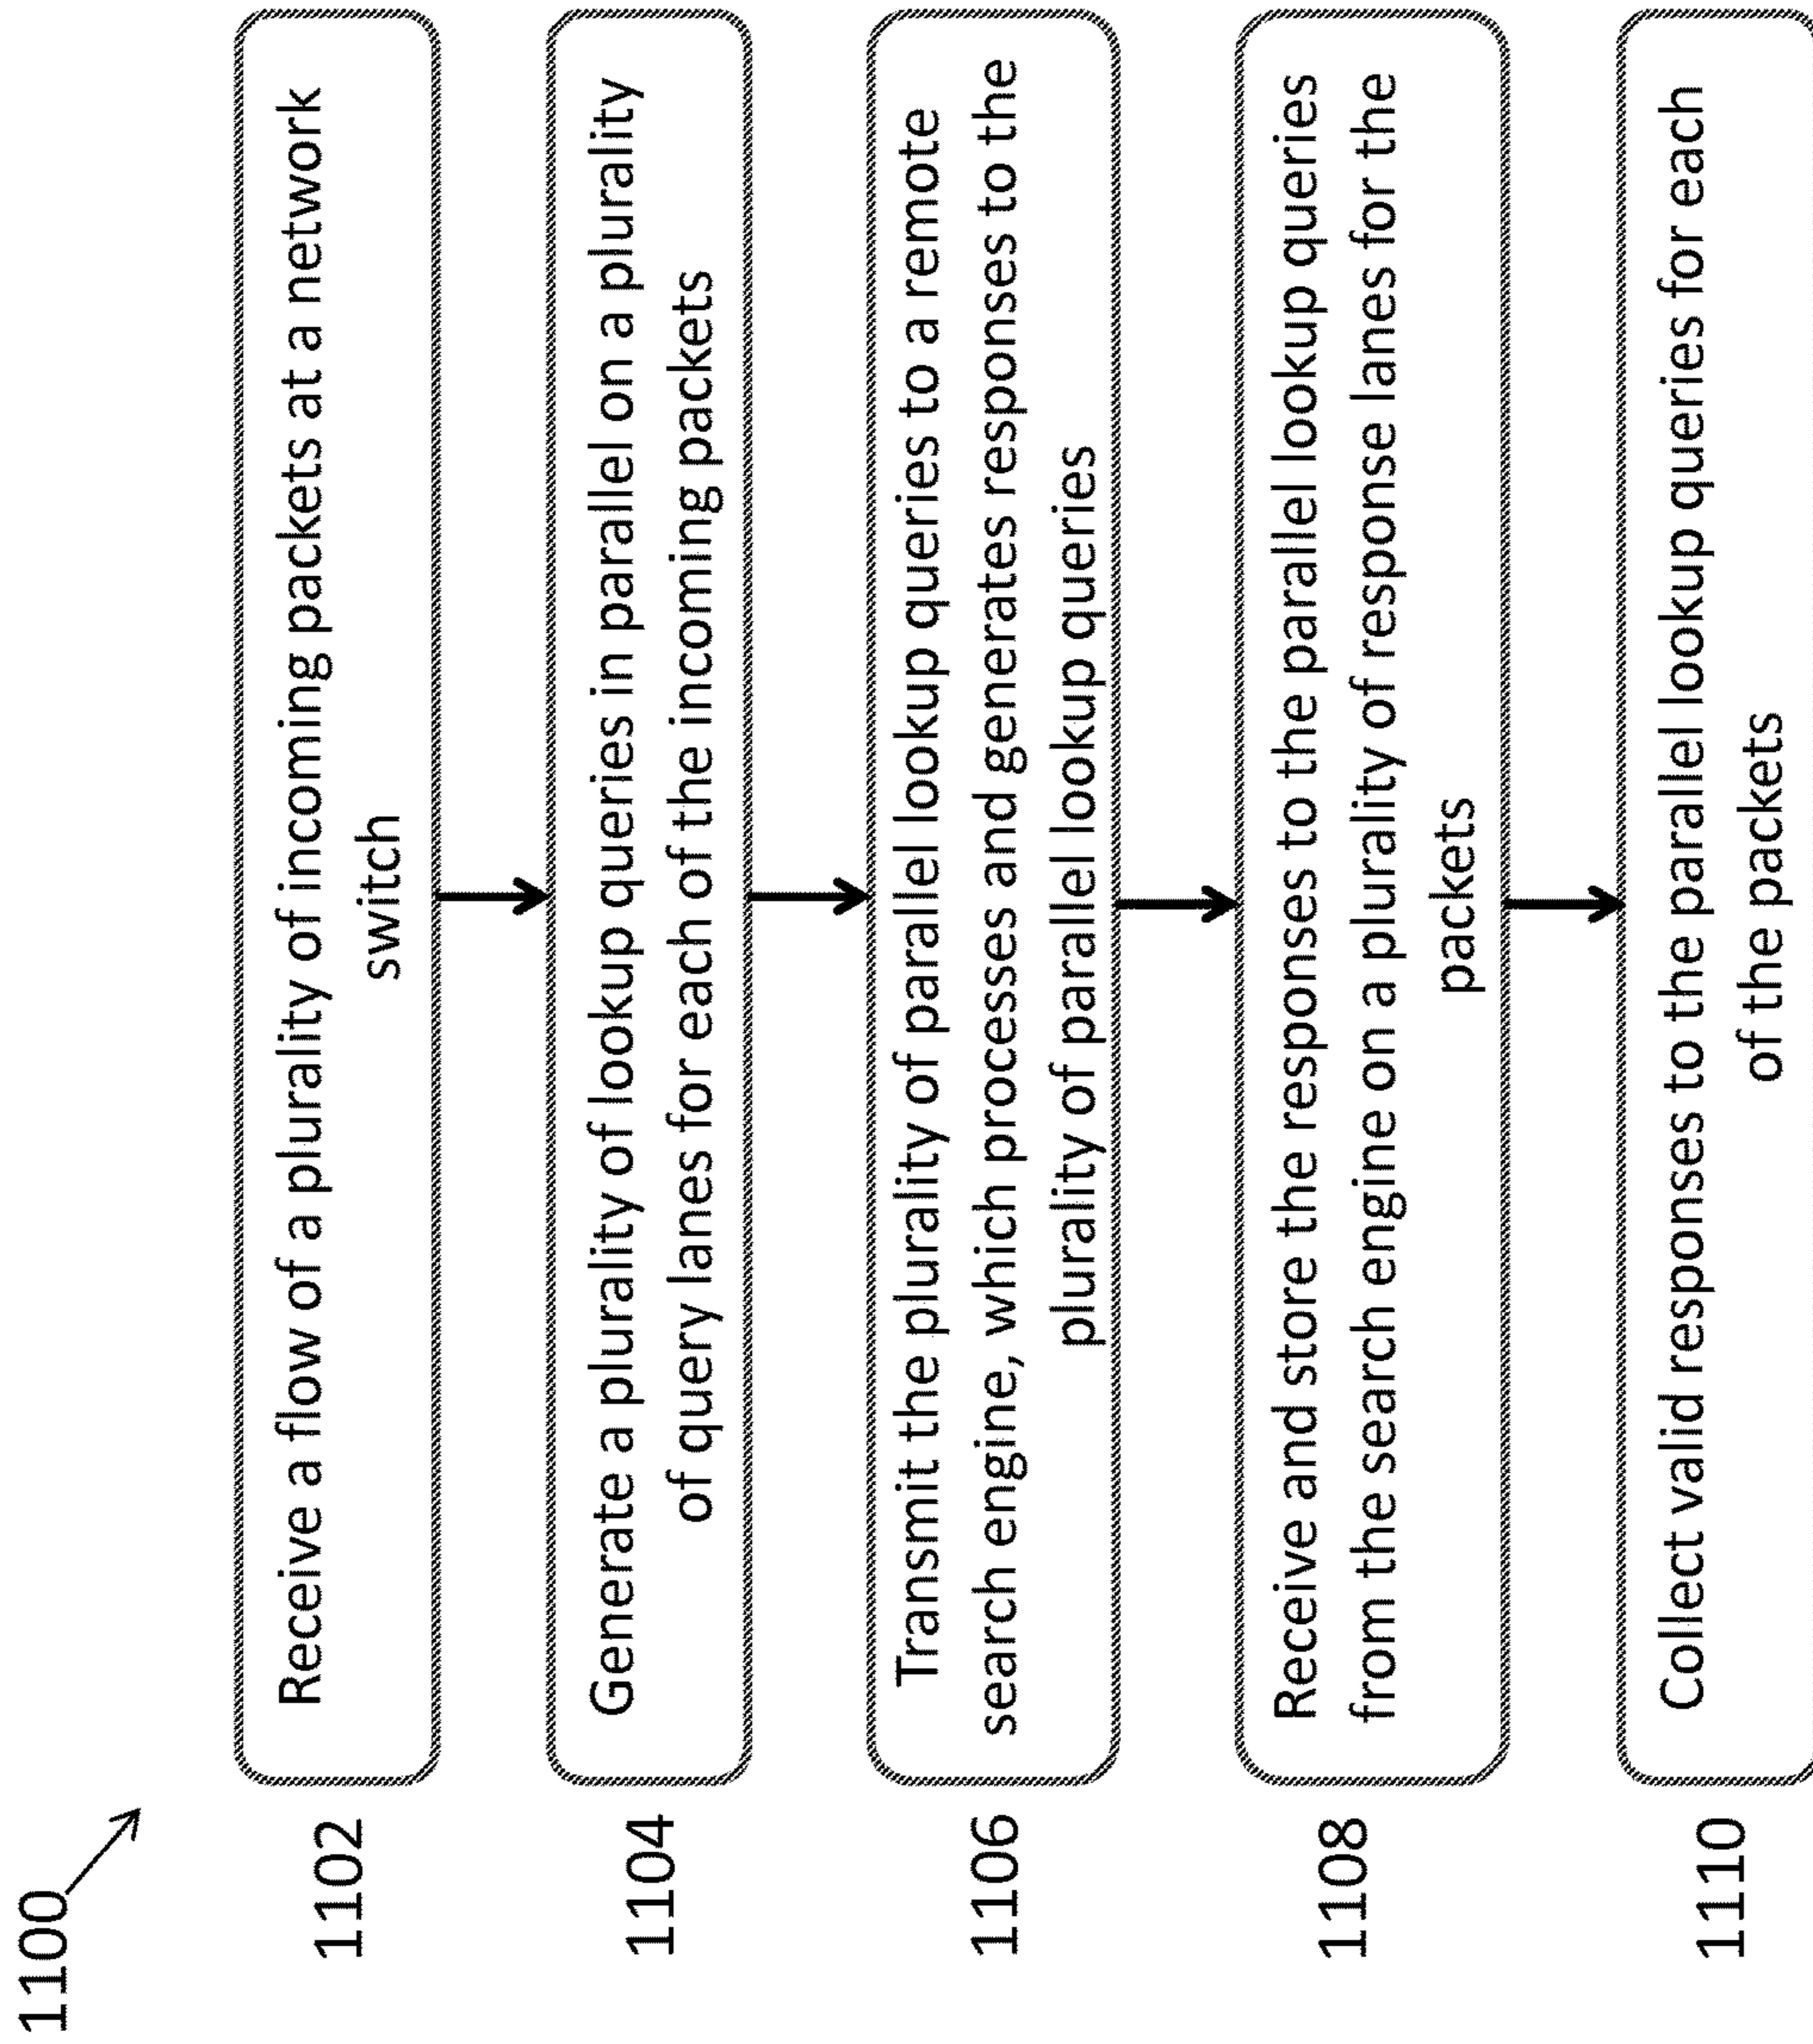 1100
1102
Receive a flow of a plurality of incoming packets at a network
switch
1104
Generate a plurality of lookup queries in parallel on a plurality
of query lanes for each of the incoming packets
1106
Transmit the plurality of parallel lookup queries to a remote
search engine, which processes and generates responses to the
plurality of parallel lookup queries
1108
Receive and store the responses to the parallel lookup queries
from the search engine on a plurality of response lanes for the
packets
1110
Collect valid responses to the parallel lookup queries for each
of the packets